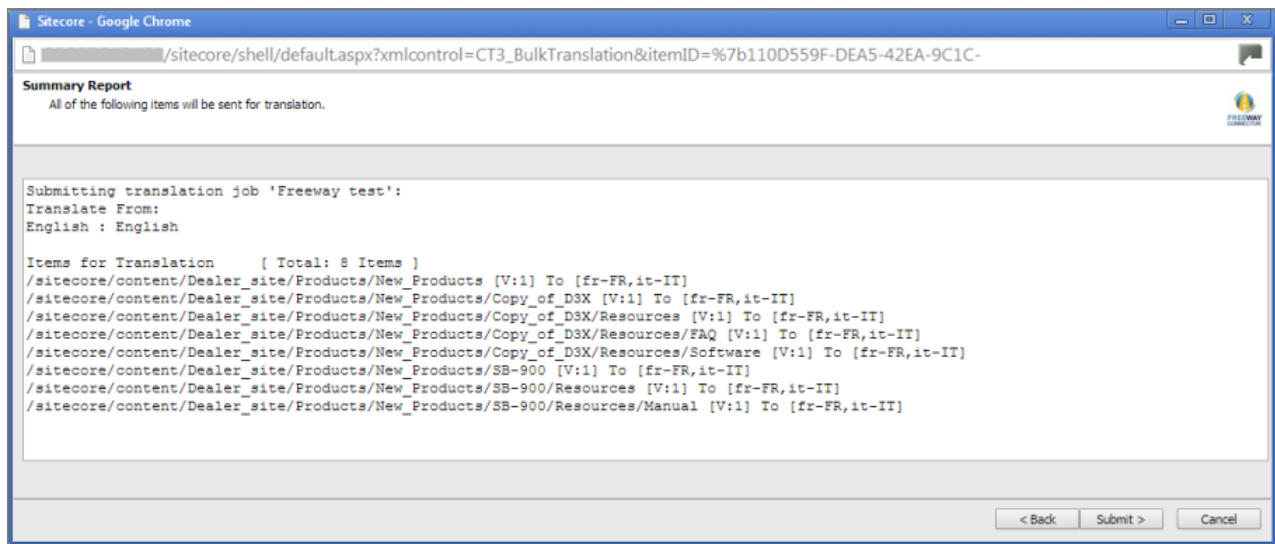 Sitecore - Google Chrome
/sitecore/shell/default.aspx?xmlcontrol=CT3_BulkTranslation&itemID=%7b110D559F-DEA5-42EA-9C1C-
Summary Report
All of the following items will be sent for translation.
FREEWAY
CONNECTOR
Submitting translation job 'Freeway test':
Translate From:
English : English
Items for Translation [ Total: 8 Items ]
/sitecore/content/Dealer_site/Products/New_Products [V:1] To [fr-FR,it-IT]
/sitecore/content/Dealer_site/Products/New_Products/Copy_of_D3X [V:1] To [fr-FR,it-IT]
/sitecore/content/Dealer_site/Products/New_Products/Copy_of_D3X/Resources [V:1] To [fr-FR,it-IT]
/sitecore/content/Dealer_site/Products/New_Products/Copy_of_D3X/Resources/FAQ [V:1] To [fr-FR,it-IT]
/sitecore/content/Dealer_site/Products/New_Products/Copy_of_D3X/Resources/Software [V:1] To [fr-FR,it-IT]
/sitecore/content/Dealer_site/Products/New_Products/SB-900 [V:1] To [fr-FR,it-IT]
/sitecore/content/Dealer_site/Products/New_Products/SB-900/Resources [V:1] To [fr-FR,it-IT]
/sitecore/content/Dealer_site/Products/New_Products/SB-900/Resources/Manual [V:1] To [fr-FR,it-IT]
< Back Submit > Cancel